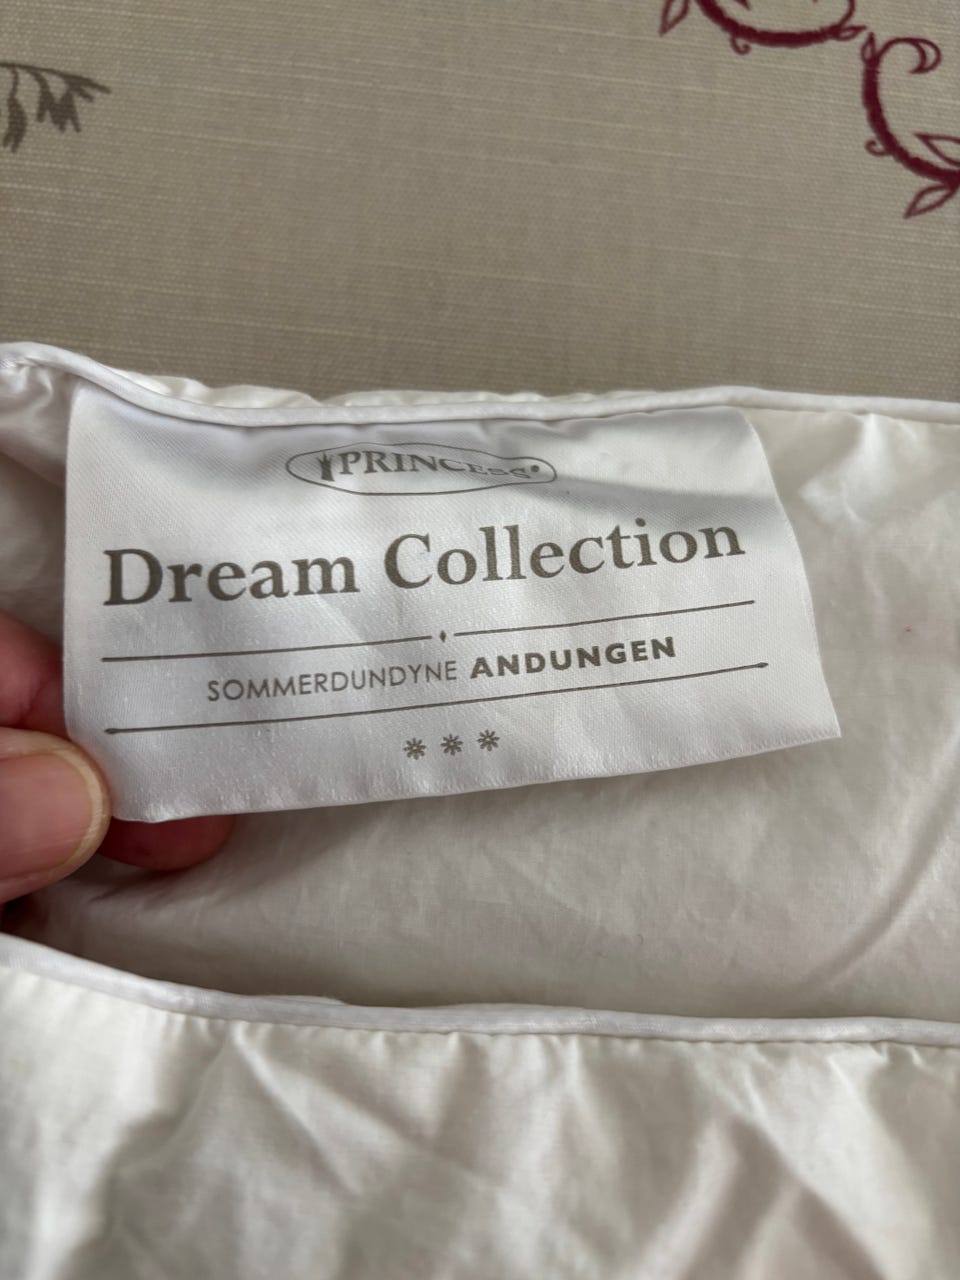 PRINCESS
Dream Collection
SOMMERDUNDYNE ANDUNGEN
***